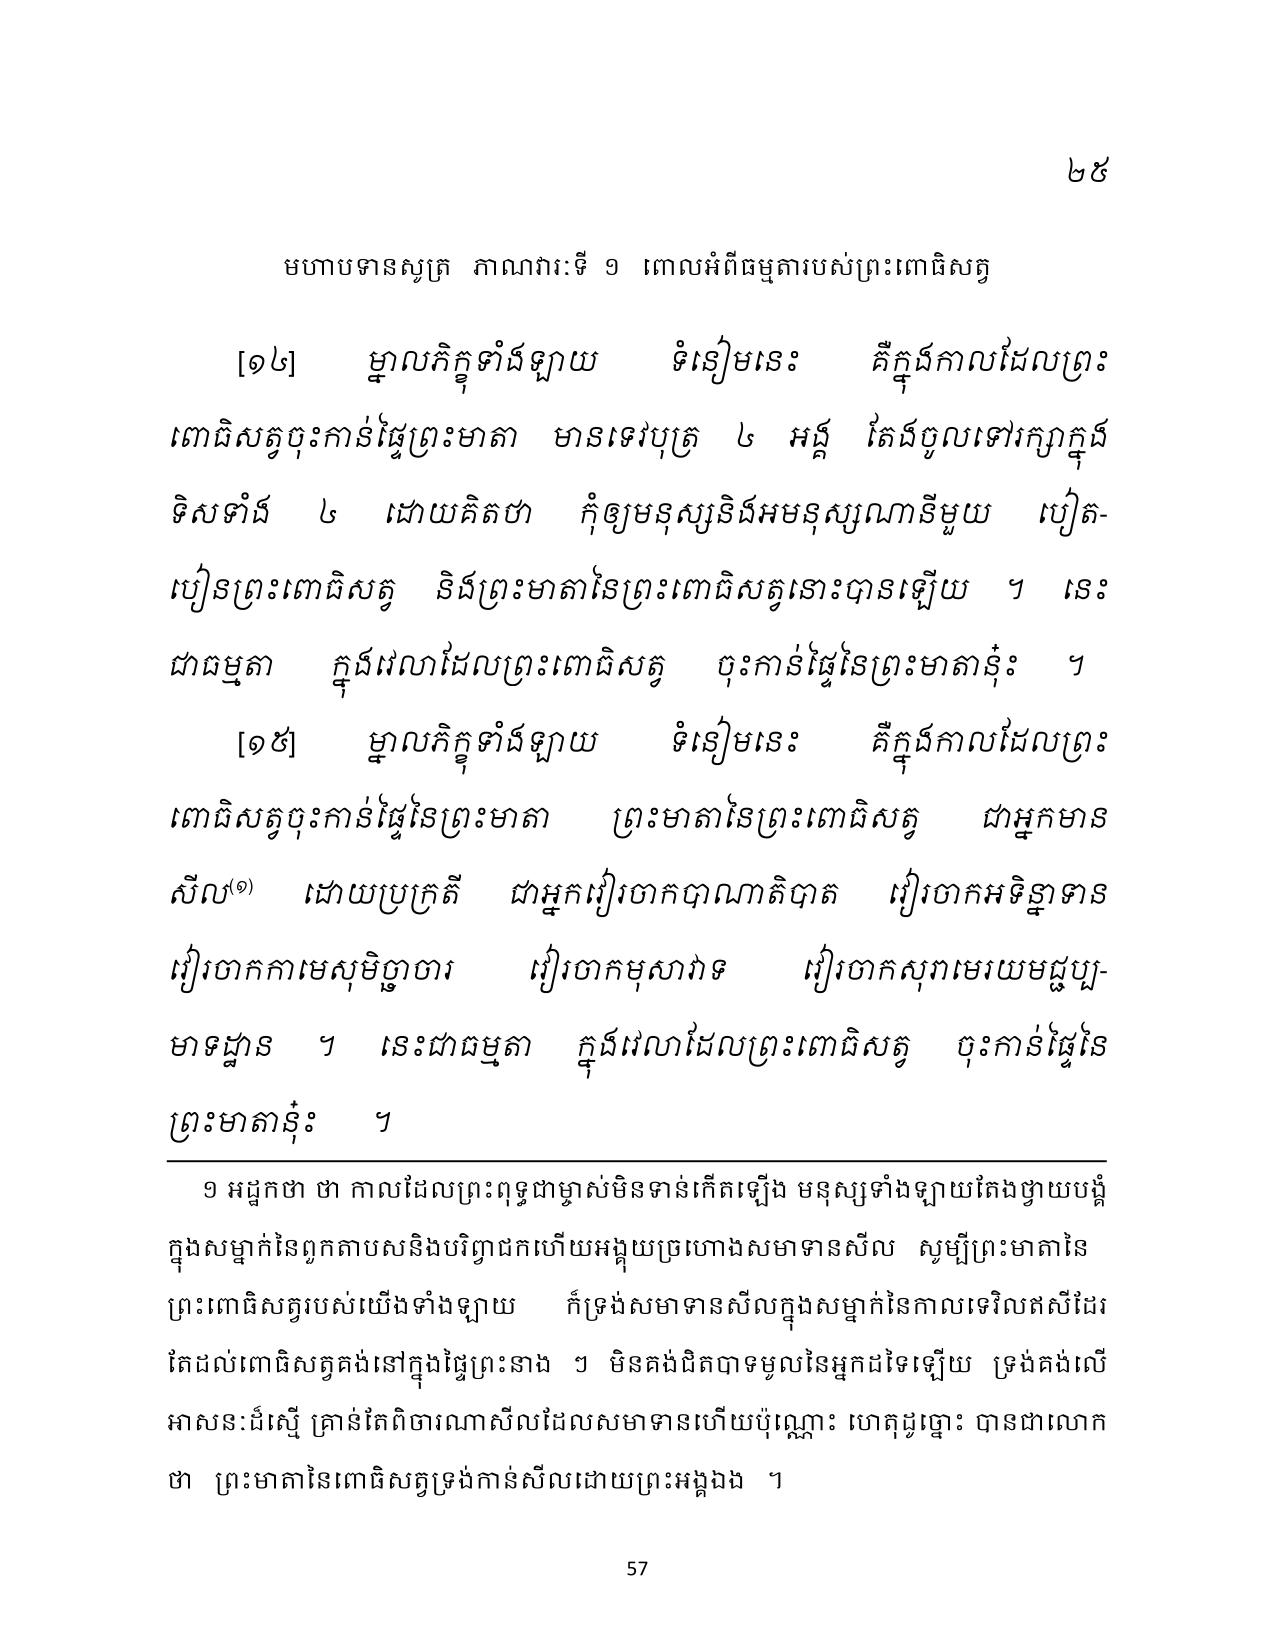 ២៥
មហាបទានសូត្រ ភាណវារៈទី ១ ពោលអំពីធម្មតារបស់ព្រះពោធិសត្វ
[១៤] ម្នាលភិក្ខុទាំងឡាយ ទំនៀមនេះ គឺក្នុងកាលដែលព្រះ
ពោធិសត្វចុះកាន់ផ្ទៃព្រះមាតា មានទេវបុត្រ ៤ អង្គ តែងចូលទៅរក្សាក្នុង
ទិសទាំង ៤ ដោយគិតថា កុំឲ្យមនុស្សនិងអមនុស្សណានីមួយ បៀត-
បៀនព្រះពោធិសត្វ និងព្រះមាតានៃព្រះពោធិសត្វនោះបានឡើយ ។ នេះ
ជាធម្មតា ក្នុងវេលាដែលព្រះពោធិសត្វ ចុះកាន់ផ្ទៃនៃព្រះមាតានុ៎ះ ។
[១៥] ម្នាលភិក្ខុទាំងឡាយ ទំនៀមនេះ គឺក្នុងកាលដែលព្រះ
ពោធិសត្វចុះកាន់ផ្ទៃនៃព្រះមាតា ព្រះមាតានៃព្រះពោធិសត្វ ជាអ្នកមាន
សីល(១) ដោយប្រក្រតី ជាអ្នកវៀរចាកបាណាតិបាត វៀរចាកអទិន្នាទាន
វៀរចាកកាមេសុមិច្ឆាចារ វៀរចាកមុសាវាទ វៀរចាកសុរាមេរយមជ្ជប្ប-
មាទដ្ឋាន ។ នេះជាធម្មតា ក្នុងវេលាដែលព្រះពោធិសត្វ ចុះកាន់ផ្ទៃនៃ
ព្រះមាតានុ៎ះ ។
១ អដ្ឋកថា ថា កាលដែលព្រះពុទ្ធជាម្ចាស់មិនទាន់កើតឡើង មនុស្សទាំងឡាយតែងថ្វាយបង្គំ
ក្នុងសម្នាក់នៃពួកតាបសនិងបរិព្វាជកហើយអង្គុយច្រហោងសមាទានសីល សូម្បីព្រះមាតានៃ
ព្រះពោធិសត្វរបស់យើងទាំងឡាយ ក៏ទ្រង់សមាទានសីលក្នុងសម្នាក់នៃកាលទេវិលឥសីដែរ
តែដល់ពោធិសត្វគង់នៅក្នុងផ្ទៃព្រះនាង ៗ មិនគង់ជិតបាទមូលនៃអ្នកដទៃឡើយ ទ្រង់គង់លើ
អាសនៈដ៏ស្មើ គ្រាន់តែពិចារណាសីលដែលសមាទានហើយប៉ុណ្ណោះ ហេតុដូច្នោះ បានជាលោក
ថា ព្រះមាតានៃពោធិសត្វទ្រង់កាន់សីលដោយព្រះអង្គឯង ។
57